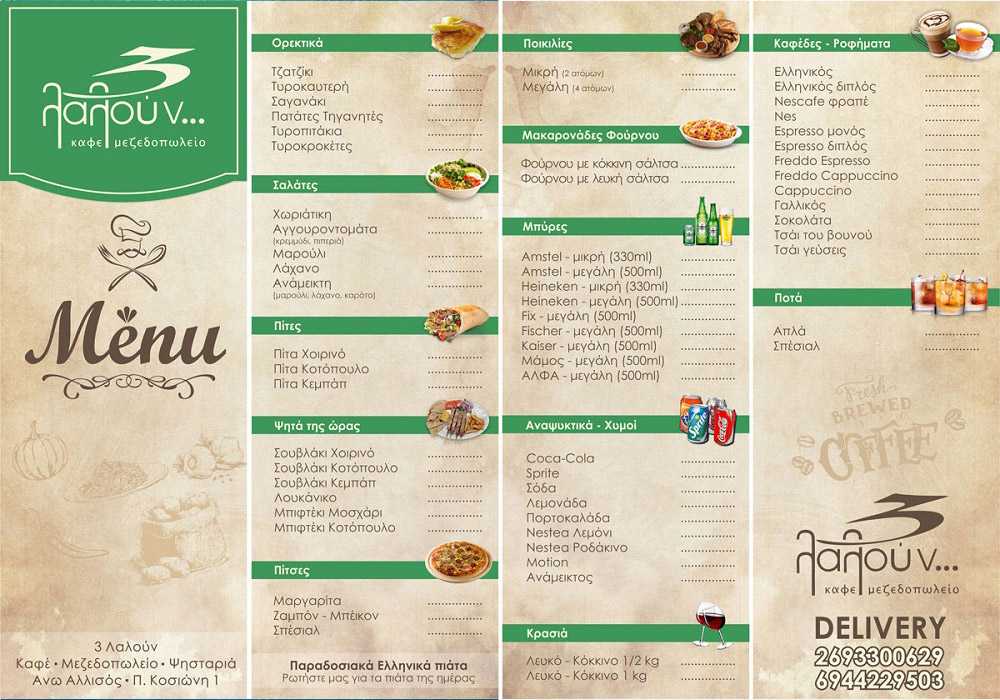 3
λαλούν...
καφε μεζεδοπωλείο
Menu
3 Λαλούν
Καφέ • Μεζεδοπωλείο • Ψησταριά
Άνω Αλλισός • Π. Κοσιώνη 1
Ορεκτικά
Τζατζίκι ..................
Τυροκαυτερή ..................
Σαγανάκι ..................
Πατάτες Τηγανητές ..................
Τυροπιτάκια ..................
Τυροκροκέτες ..................
Σαλάτες
Χωριάτικη ..................
Αγγουροντομάτα ..................
(κρεμμύδι, πιπεριά)
Μαρούλι ..................
Λάχανο ..................
Ανάμεικτη ..................
(μαρούλι, λάχανο, καρότο)
Πίτες
Πίτα Χοιρινό ..................
Πίτα Κοτόπουλο ..................
Πίτα Κεμπάπ ..................
Ψητά της ώρας
Σουβλάκι Χοιρινό ..................
Σουβλάκι Κοτόπουλο ..................
Σουβλάκι Κεμπάπ ..................
Λουκάνικο ..................
Μπιφτέκι Μοσχάρι ..................
Μπιφτέκι Κοτόπουλο ..................
Πίτσες
Μαργαρίτα ..................
Ζαμπόν - Μπέικον ..................
Σπέσιαλ ..................
Παραδοσιακά Ελληνικά πιάτα
Ρωτήστε μας για τα πιάτα της ημέρας
Ποικιλίες
Μικρή (2 ατόμων) ..................
Μεγάλη (4 ατόμων) ..................
Μακαρονάδες Φούρνου
Φούρνου με κόκκινη σάλτσα ..................
Φούρνου με λευκή σάλτσα ..................
Μπύρες
Amstel - μικρή (330ml) ..................
Amstel - μεγάλη (500ml) ..................
Heineken - μικρή (330ml) ..................
Heineken - μεγάλη (500ml) ..................
Fix - μεγάλη (500ml) ..................
Fischer - μεγάλη (500ml) ..................
Kaiser - μεγάλη (500ml) ..................
Μάμος - μεγάλη (500ml) ..................
ΑΛΦΑ - μεγάλη (500ml) ..................
Αναψυκτικά - Χυμοί
Coca-Cola ..................
Sprite ..................
Σόδα ..................
Λεμονάδα ..................
Πορτοκαλάδα ..................
Nestea Λεμόνι ..................
Nestea Ροδάκινο ..................
Motion ..................
Ανάμεικτος ..................
Κρασιά
Λευκό - Κόκκινο 1/2 kg ..................
Λευκό - Κόκκινο 1 kg ..................
Καφέδες - Ροφήματα
Ελληνικός ..................
Ελληνικός διπλός ..................
Nescafe φραπέ ..................
Nes ..................
Espresso μονός ..................
Espresso διπλός ..................
Freddo Espresso ..................
Freddo Cappuccino ..................
Cappuccino ..................
Γαλλικός ..................
Σοκολάτα ..................
Τσάι του βουνού ..................
Τσάι γεύσεις ..................
Ποτά
Απλά ..................
Σπέσιαλ ..................
Fresh
BREWED
COFFEE
3
λαλούν...
καφε μεζεδοπωλείο
DELIVERY
2693300629
6944229503